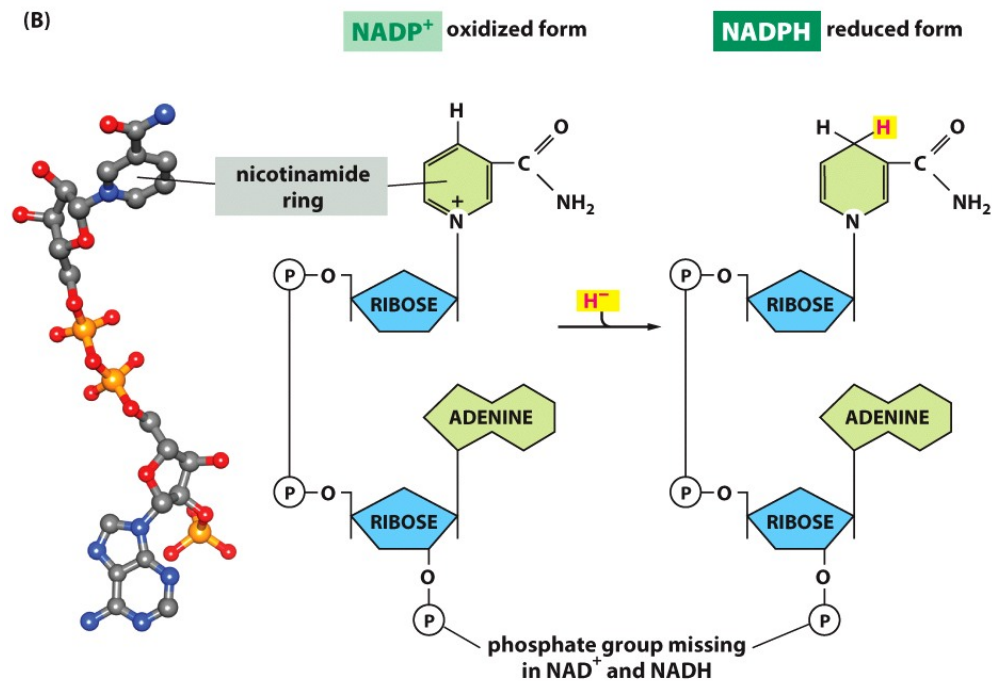 (B)
NADP⁺ oxidized form
NADPH reduced form
nicotinamide
ring
H
O
C
NH₂
+
N
P
O
RIBOSE
H⁻
ADENINE
P
O
RIBOSE
O
P
H
H
O
C
NH₂
N
P
O
RIBOSE
ADENINE
P
O
RIBOSE
O
P
phosphate group missing
in NAD⁺ and NADH